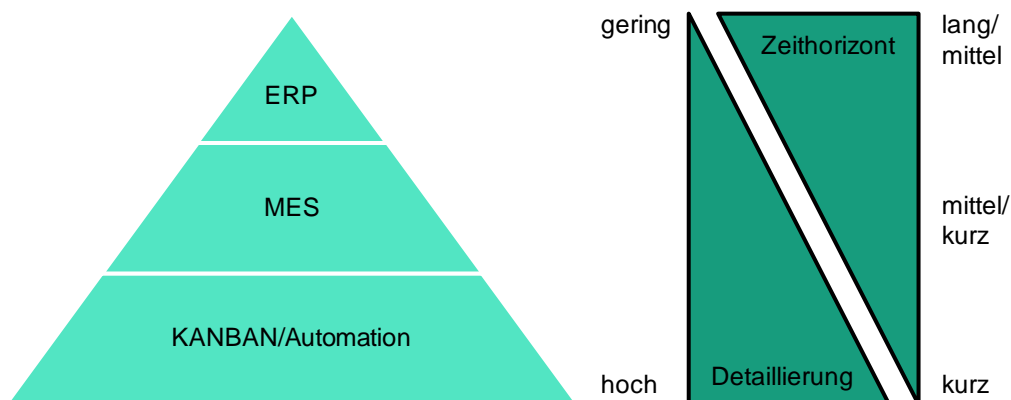 ERP
MES
KANBAN/Automation
gering
Zeithorizont
lang/
mittel
mittel/
kurz
hoch
Detaillierung
kurz